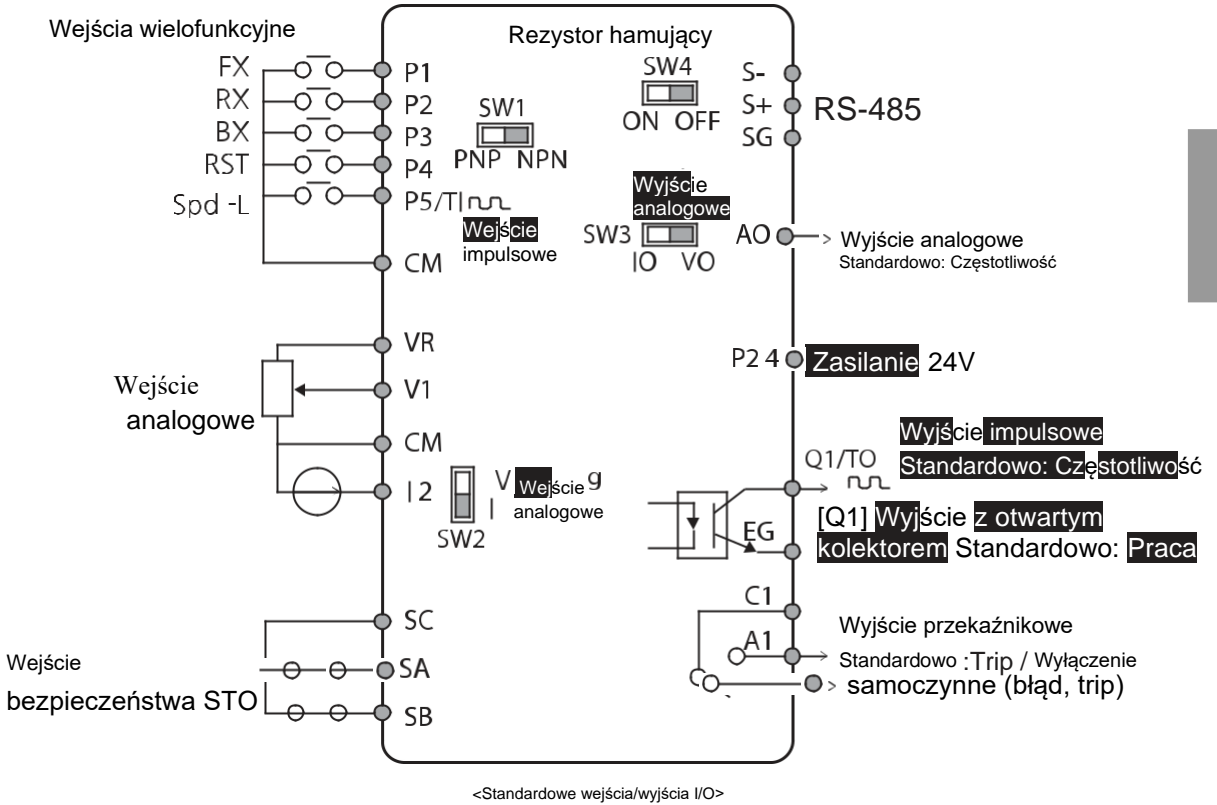 Wejścia wielofunkcyjne
FX
RX
BX
RST
Spd -L
P1
P2
P3
P4
P5/TI
CM
SW1
PNP NPN
Wejście
impulsowe
Rezystor hamujący
SW4
ON OFF
S-
S+
SG
RS-485
Wyjście
analogowe
SW3
IO VO
AO
Wyjście analogowe
Standardowo: Częstotliwość
Wejście
analogowe
VR
V1
CM
I 2
V
I
Wejście g
analogowe
SW2
P2 4
Zasilanie 24V
Q1/TO
Wyjście impulsowe
Standardowo: Częstotliwość
EG
[Q1] Wyjście z otwartym
kolektorem Standardowo: Praca
Wejście
bezpieczeństwa STO
SC
SA
SB
C1
A1
Wyjście przekaźnikowe
Standardowo :Trip / Wyłączenie
samoczynne (błąd, trip)
<Standardowe wejścia/wyjścia I/O>